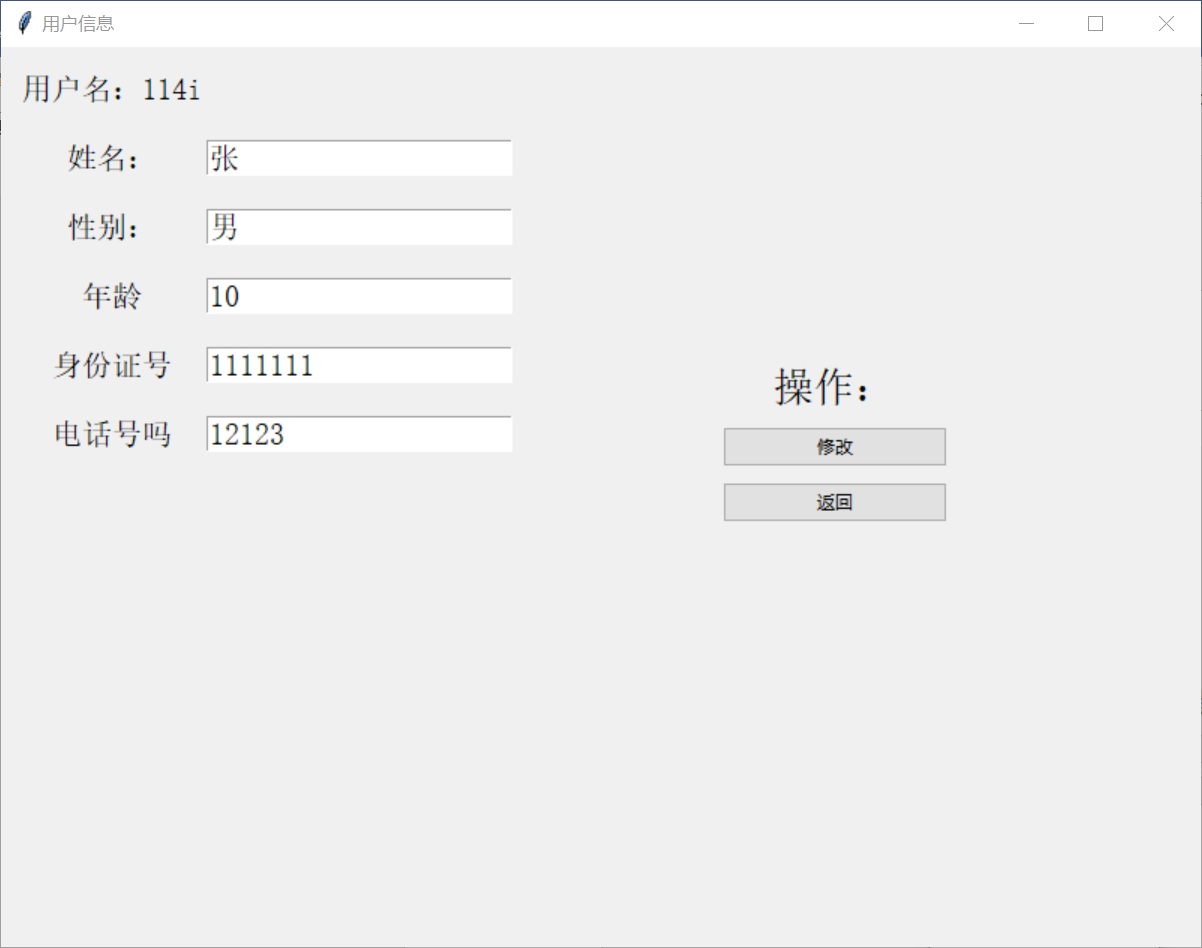 用户信息
用户名：114i
姓名： 张
性别： 男
年龄 10
身份证号 1111111
电话号吗 12123
操作：
修改
返回